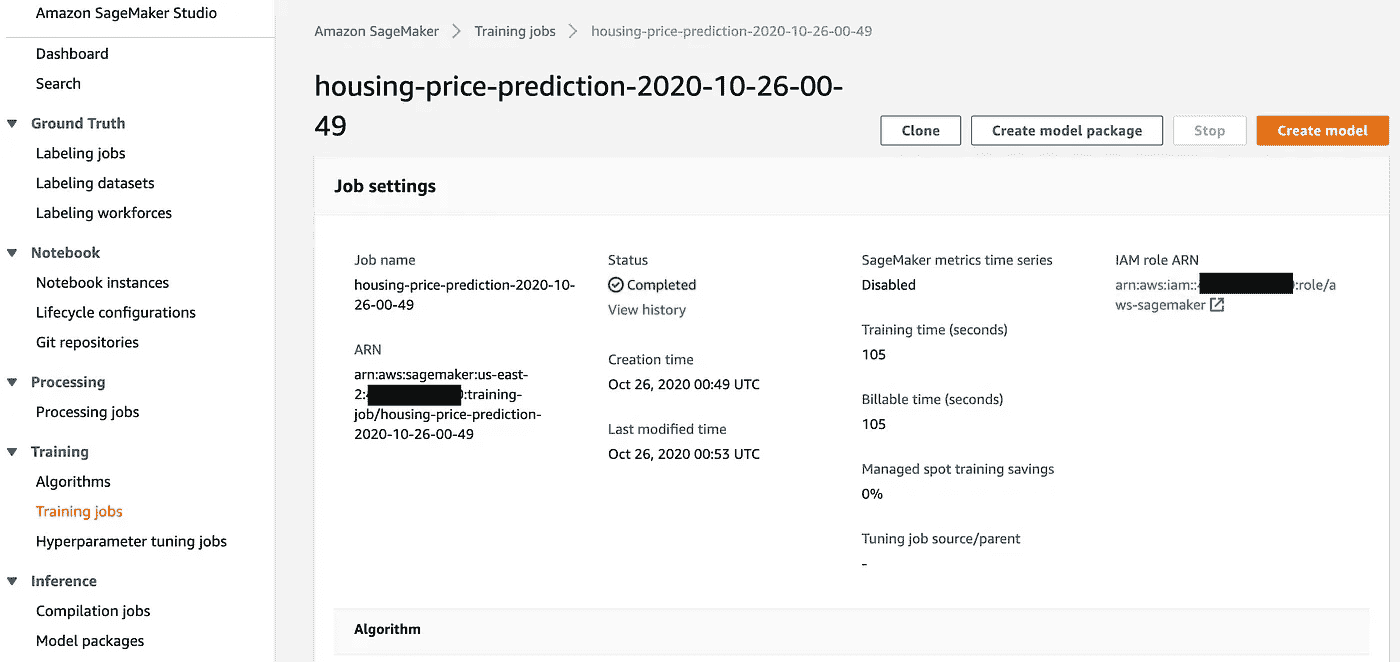 Amazon SageMaker Studio
Dashboard
Search
Ground Truth
Labeling jobs
Labeling datasets
Labeling workforces
Notebook
Notebook instances
Lifecycle configurations
Git repositories
Processing
Processing jobs
Training
Algorithms
Training jobs
Hyperparameter tuning jobs
Inference
Compilation jobs
Model packages
Amazon SageMaker > Training jobs > housing-price-prediction-2020-10-26-00-49
housing-price-prediction-2020-10-26-00-
49
Clone
Create model package
Stop
Create model
Job settings
Job name
housing-price-prediction-2020-10-
26-00-49
ARN
arn:aws:sagemaker:us-east-
2: :training-
job/housing-price-prediction-
2020-10-26-00-49
Status
Completed
View history
Creation time
Oct 26, 2020 00:49 UTC
Last modified time
Oct 26, 2020 00:53 UTC
SageMaker metrics time series
Disabled
Training time (seconds)
105
Billable time (seconds)
105
Managed spot training savings
0%
Tuning job source/parent
-
IAM role ARN
arn:aws:iam:: :role/a
ws-sagemaker
Algorithm